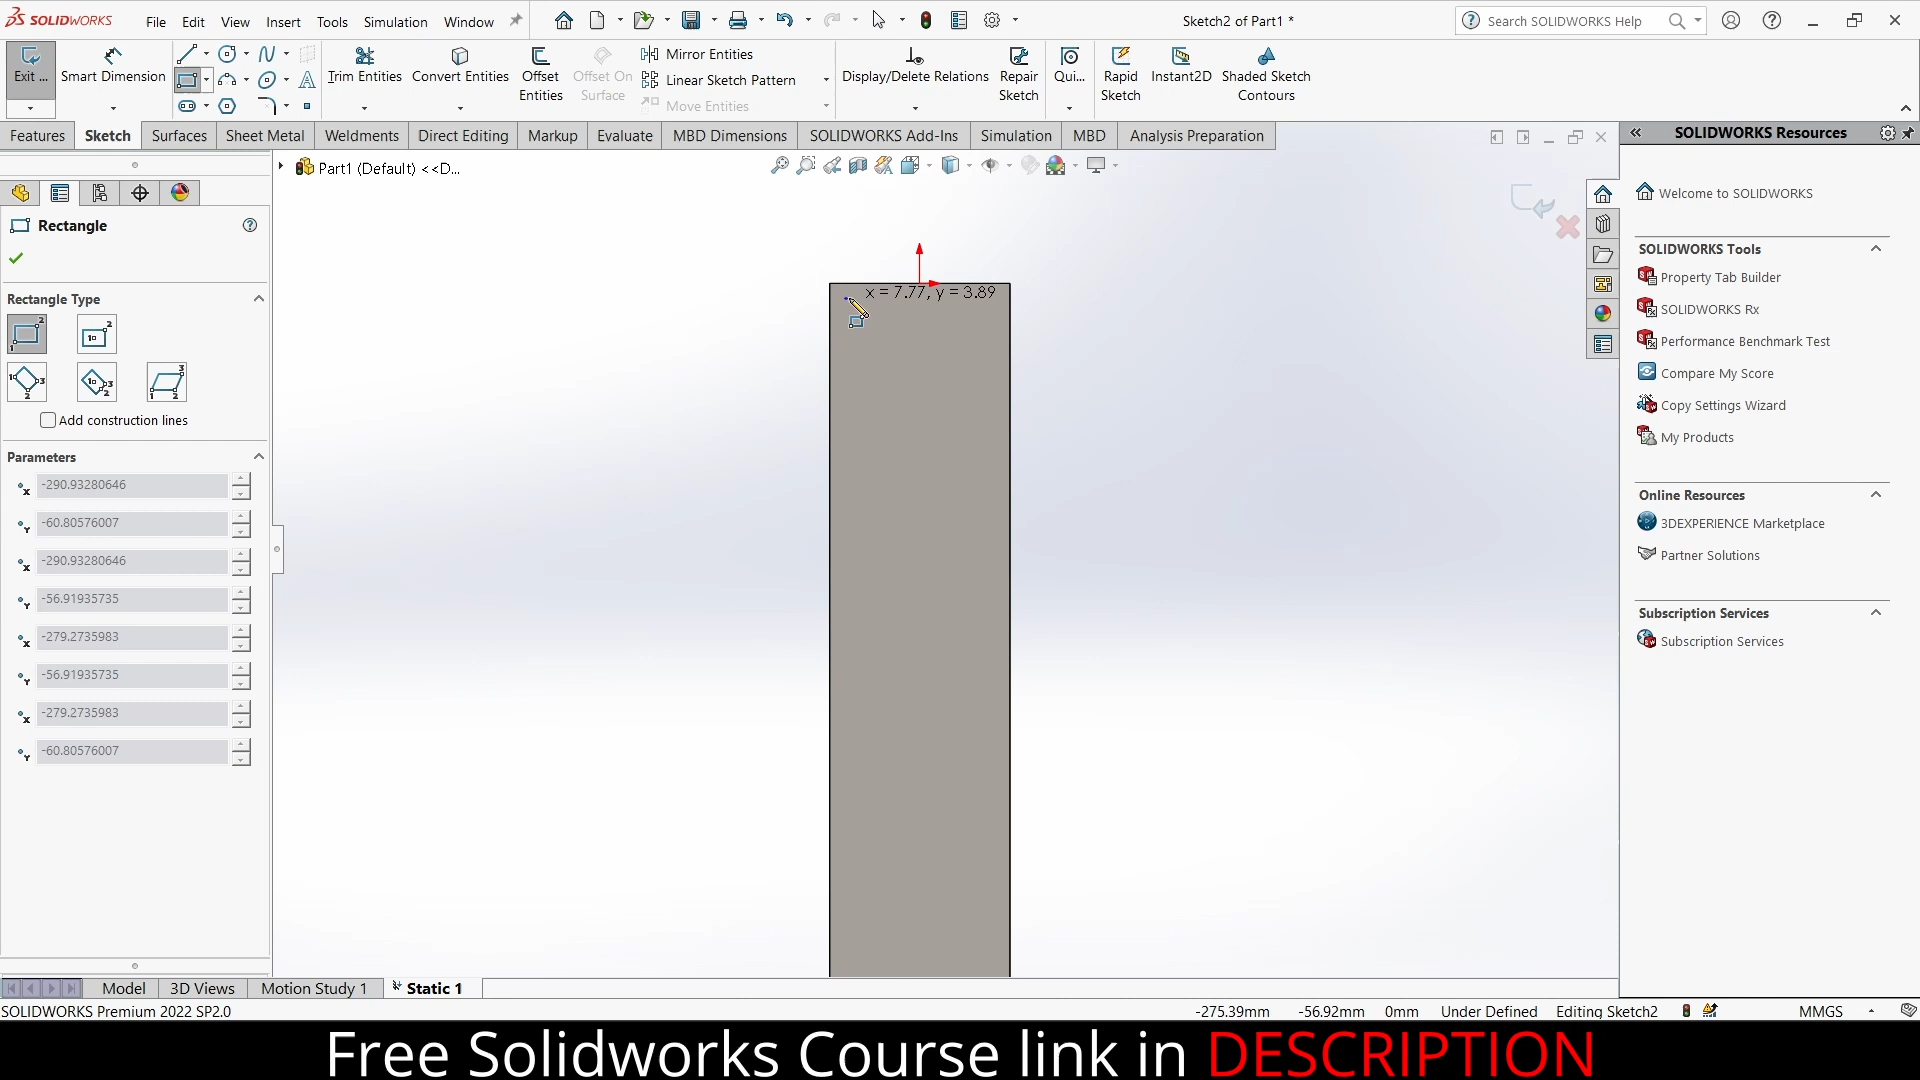 SOLIDWORKS File Edit View Insert Tools Simulation Window Sketch2 of Part1 * Search SOLIDWORKS Help
Exit ... Smart Dimension Trim Entities Convert Entities Offset Entities Offset On Surface Mirror Entities Linear Sketch Pattern Move Entities Display/Delete Relations Repair Sketch Qui... Rapid Sketch Instant2D Shaded Sketch Contours
Features Sketch Surfaces Sheet Metal Weldments Direct Editing Markup Evaluate MBD Dimensions SOLIDWORKS Add-Ins Simulation MBD Analysis Preparation
Part1 (Default) <<D...
Rectangle
Rectangle Type
Add construction lines
Parameters
-290.93280646
-60.80576007
-290.93280646
-56.91935735
-279.2735983
-56.91935735
-279.2735983
-60.80576007
x = 7.77, y = 3.89
SOLIDWORKS Resources
Welcome to SOLIDWORKS
SOLIDWORKS Tools
Property Tab Builder
SOLIDWORKS Rx
Performance Benchmark Test
Compare My Score
Copy Settings Wizard
My Products
Online Resources
3DEXPERIENCE Marketplace
Partner Solutions
Subscription Services
Subscription Services
Model 3D Views Motion Study 1 Static 1
SOLIDWORKS Premium 2022 SP2.0 -275.39mm -56.92mm 0mm Under Defined Editing Sketch2 MMGS
Free Solidworks Course link in DESCRIPTION